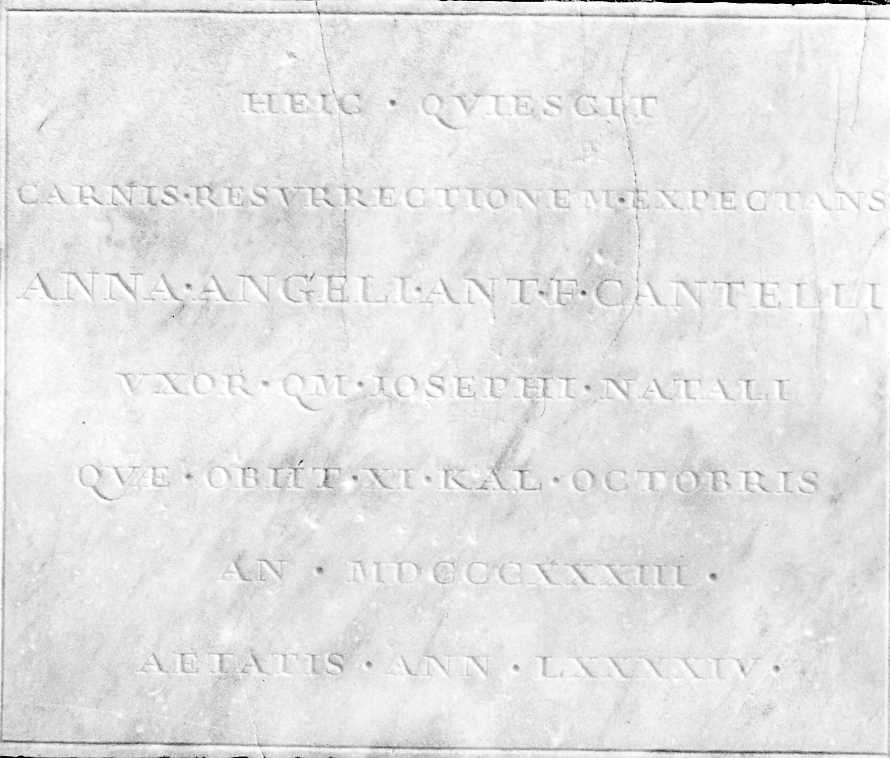 HEIC · QVIESCIT
CARNIS·RESVRRECTIONEM·EXPECTANS
ANNA·ANGELI·ANT·F·CANTELLI
VXOR·QM·IOSEPHI·NATALI
QVÆ·OBIIT·XI·KAL·OCTOBRIS
AN · MDCCCXXXIII ·
AETATIS·ANN·LXXXXIV·